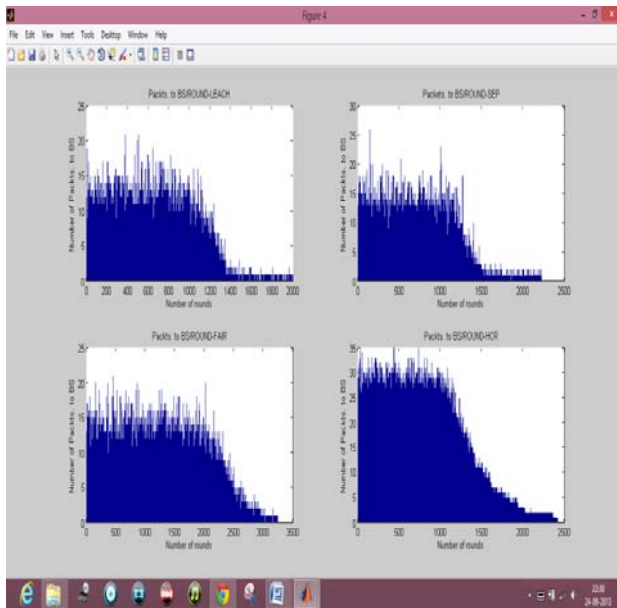 Figure 4
File Edit View Insert Tools Desktop Window Help
Packts. to BS/ROUND-LEACH
Number of Packts. to BS
25
20
15
10
5
0
0 200 400 600 800 1000 1200 1400 1600 1800 2000
Number of rounds
Packets. to BS/ROUND-SEP
Number of Packts. to BS
30
25
20
15
10
5
0
0 500 1000 1500 2000 2500
Number of rounds
Packts. to BS/ROUND-FAIR
Number of Packts. to BS
25
20
15
10
5
0
0 500 1000 1500 2000 2500 3000 3500
Number of rounds
Packts. to BS/ROUND-HCR
Number of Packts. to BS
35
30
25
20
15
10
5
0
0 500 1000 1500 2000 2500
Number of rounds
24-09-2013